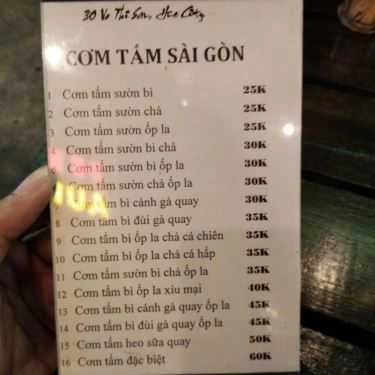 30 Võ Thị Sáu, Hoa Cường
CƠM TẤM SÀI GÒN
1 Cơm tấm sườn bì 25K
2 Cơm tấm sườn chả 25K
3 Cơm tấm sườn ốp la 25K
4 Cơm tấm sườn bì chả 30K
Cơm tấm sườn bì ốp la 30K
Cơm tấm sườn chả ốp la 30K
tấm bì cánh gà quay 30K
8 Cơm tấm bì đùi gà quay 35K
9 Cơm tấm bì ốp la chả cá chiên 35K
10 Cơm tấm bì ốp la chả cá hấp 35K
11 Cơm tấm sườn bì chả ốp la 35K
12 Cơm tấm bì ốp la xíu mại 40K
13 Cơm tấm bì cánh gà quay ốp la 45K
14 Cơm tấm bì đùi gà quay ốp la 45K
15 Cơm tấm heo sữa quay 50K
16 Cơm tấm đặc biệt 60K